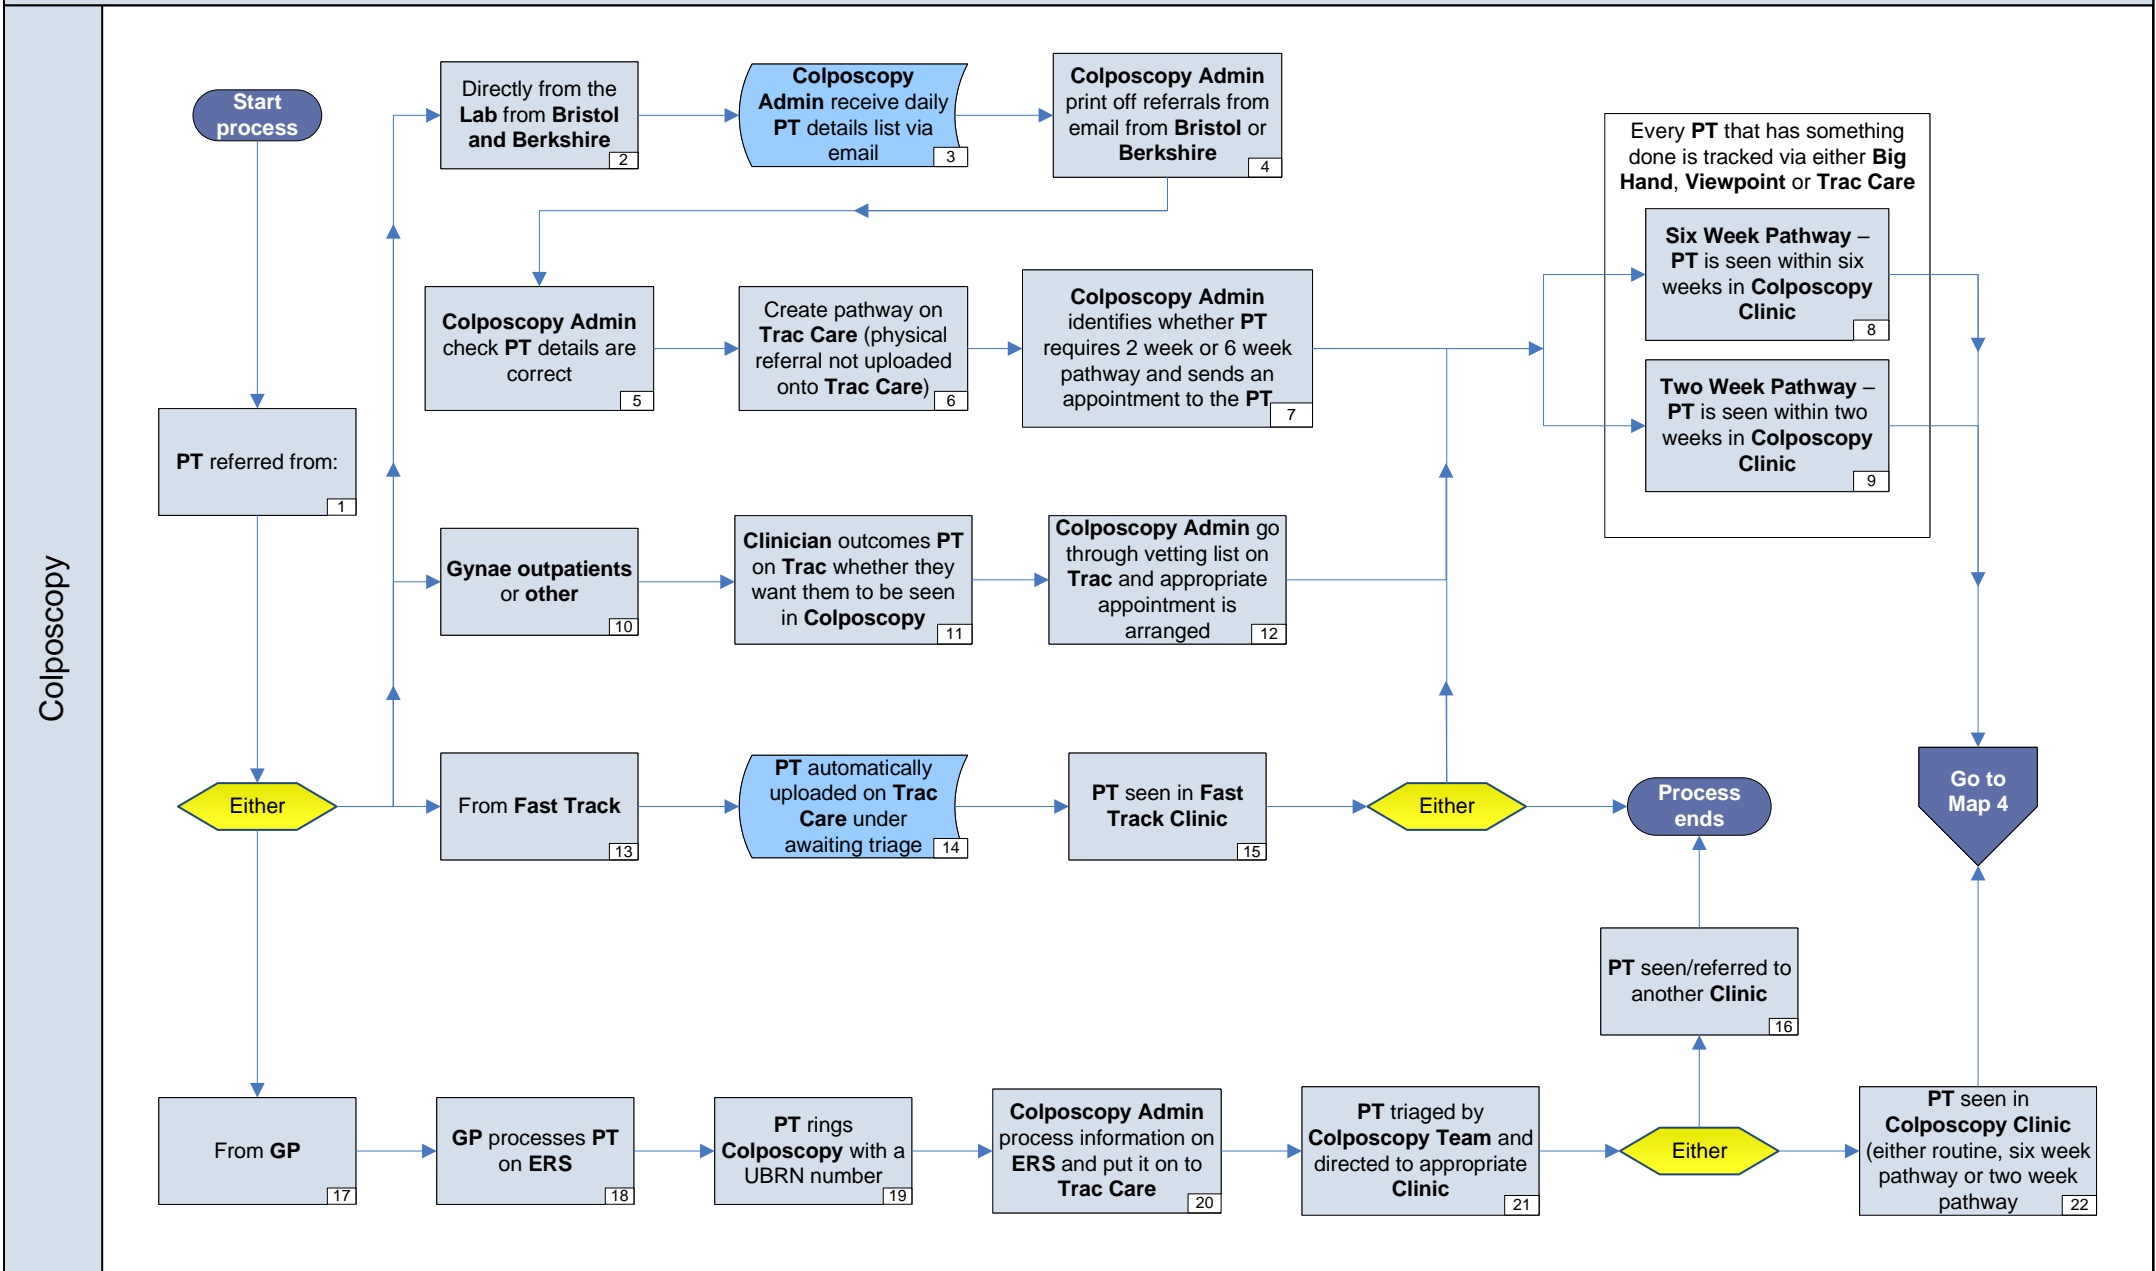 Colposcopy
Start
process
PT referred from:
1
Either
Directly from the
Lab from Bristol
and Berkshire
2
Colposcopy
Admin receive daily
PT details list via
email
3
Colposcopy Admin
print off referrals from
email from Bristol or
Berkshire
4
Colposcopy Admin
check PT details are
correct
5
Create pathway on
Trac Care (physical
referral not uploaded
onto Trac Care)
6
Colposcopy Admin
identifies whether PT
requires 2 week or 6 week
pathway and sends an
appointment to the PT
7
Every PT that has something
done is tracked via either Big
Hand, Viewpoint or Trac Care
Six Week Pathway –
PT is seen within six
weeks in Colposcopy
Clinic
8
Two Week Pathway –
PT is seen within two
weeks in Colposcopy
Clinic
9
Gynae outpatients
or other
10
Clinician outcomes PT
on Trac whether they
want them to be seen
in Colposcopy
11
Colposcopy Admin go
through vetting list on
Trac and appropriate
appointment is
arranged
12
From Fast Track
13
PT automatically
uploaded on Trac
Care under
awaiting triage
14
PT seen in Fast
Track Clinic
15
Either
Process
ends
Go to
Map 4
PT seen/referred to
another Clinic
16
From GP
17
GP processes PT
on ERS
18
PT rings
Colposcopy with a
UBRN number
19
Colposcopy Admin
process information on
ERS and put it on to
Trac Care
20
PT triaged by
Colposcopy Team and
directed to appropriate
Clinic
21
Either
PT seen in
Colposcopy Clinic
(either routine, six week
pathway or two week
pathway
22